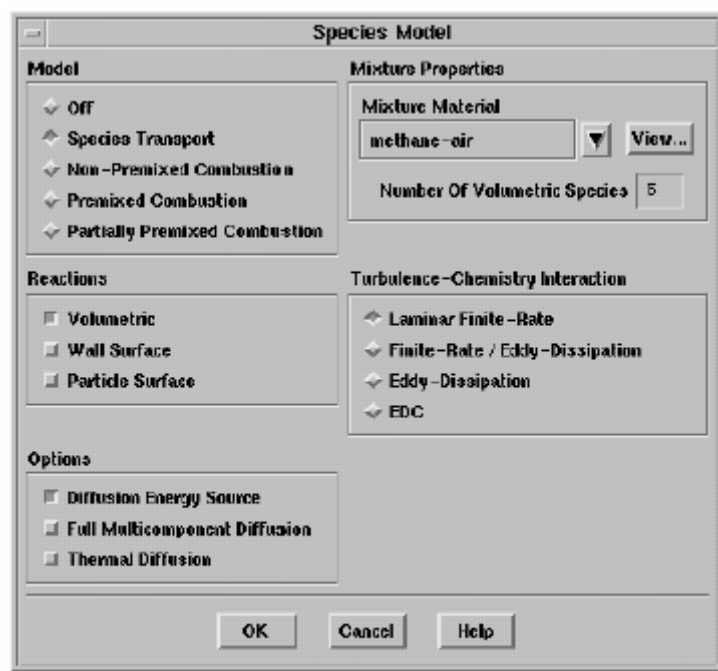 Species Model
Model
Off
Species Transport
Non-Premixed Combustion
Premixed Combustion
Partially Premixed Combustion
Mixture Properties
Mixture Material
methane-air
View...
Number Of Volumetric Species 5
Reactions
Volumetric
Wall Surface
Particle Surface
Turbulence-Chemistry Interaction
Laminar Finite-Rate
Finite-Rate / Eddy-Dissipation
Eddy-Dissipation
EDC
Options
Diffusion Energy Source
Full Multicomponent Diffusion
Thermal Diffusion
OK Cancel Help